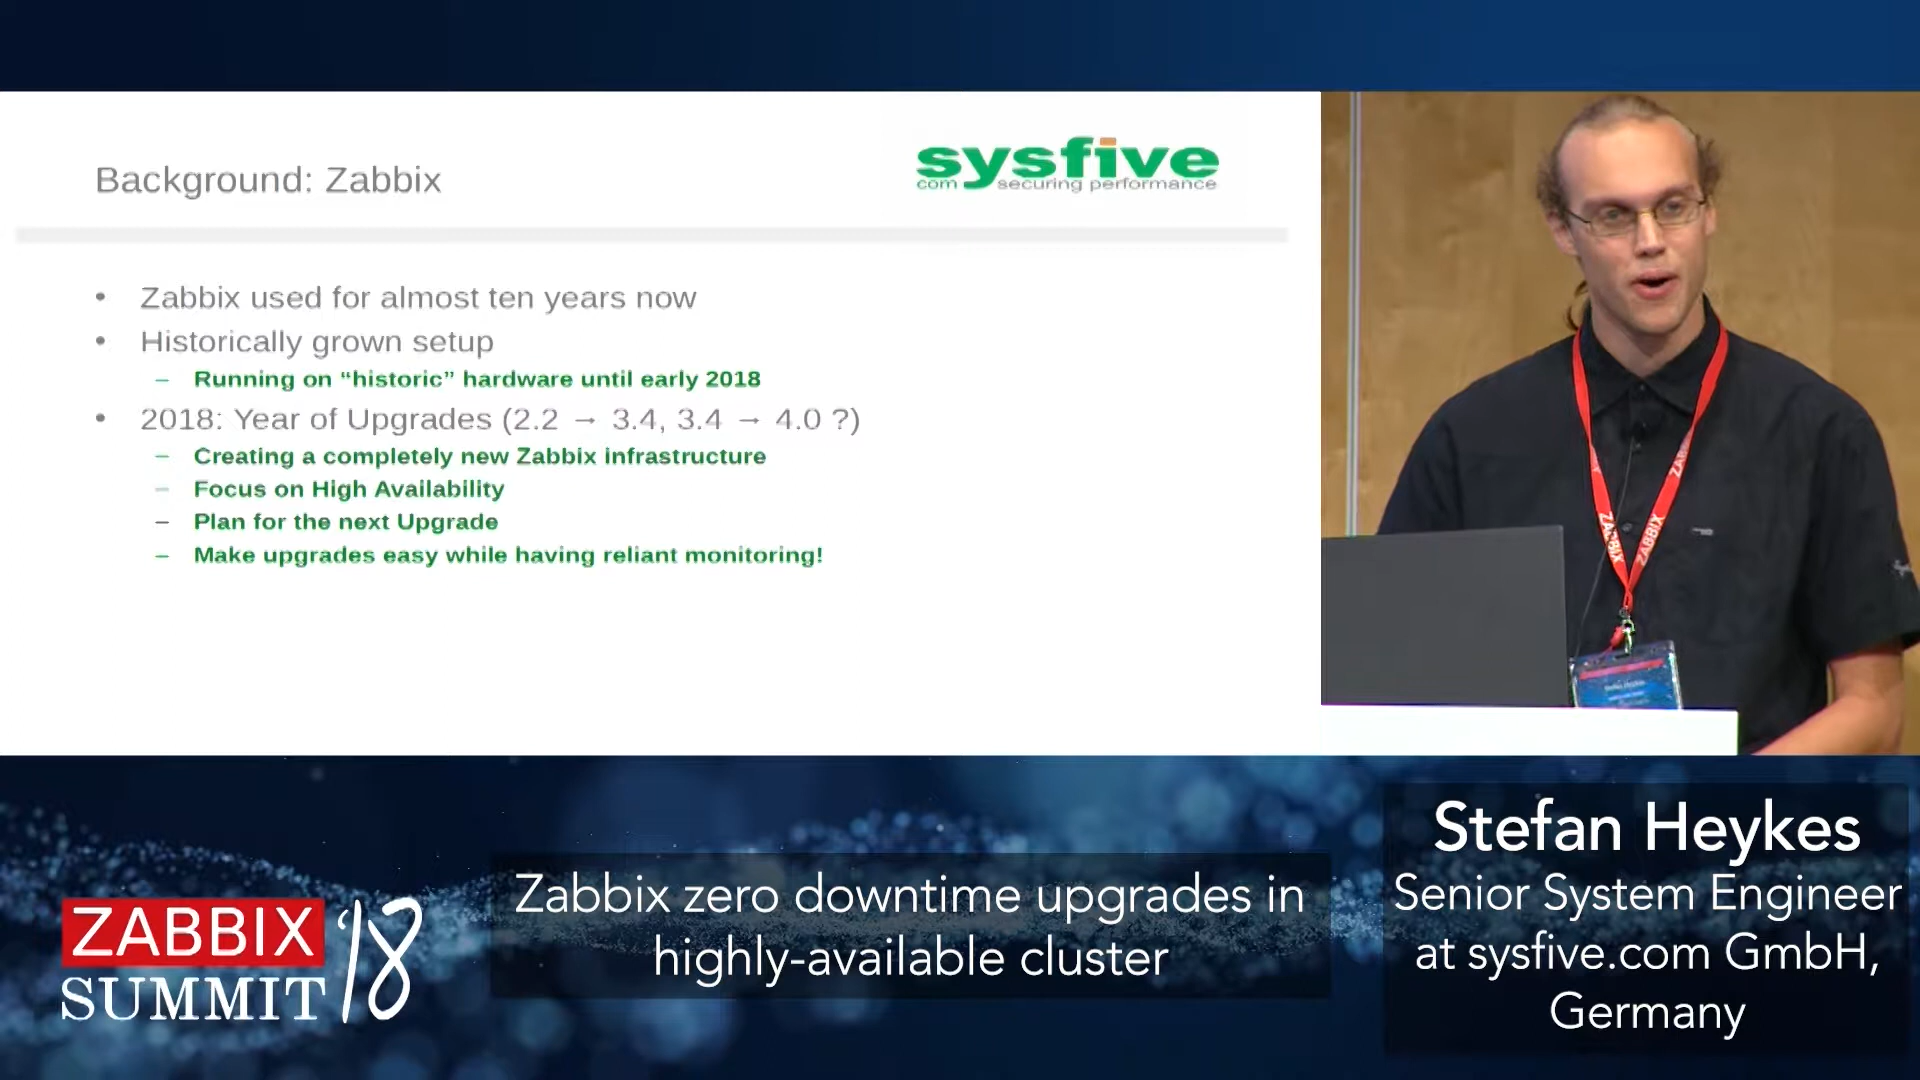 Background: Zabbix
sysfive
com securing performance
• Zabbix used for almost ten years now
• Historically grown setup
– Running on “historic” hardware until early 2018
• 2018: Year of Upgrades (2.2 → 3.4, 3.4 → 4.0 ?)
– Creating a completely new Zabbix infrastructure
– Focus on High Availability
– Plan for the next Upgrade
– Make upgrades easy while having reliant monitoring!
ZABBIX
ZABBIX
ZAB
ZABBIX '18
SUMMIT
Zabbix zero downtime upgrades in
highly-available cluster
Stefan Heykes
Senior System Engineer
at sysfive.com GmbH,
Germany